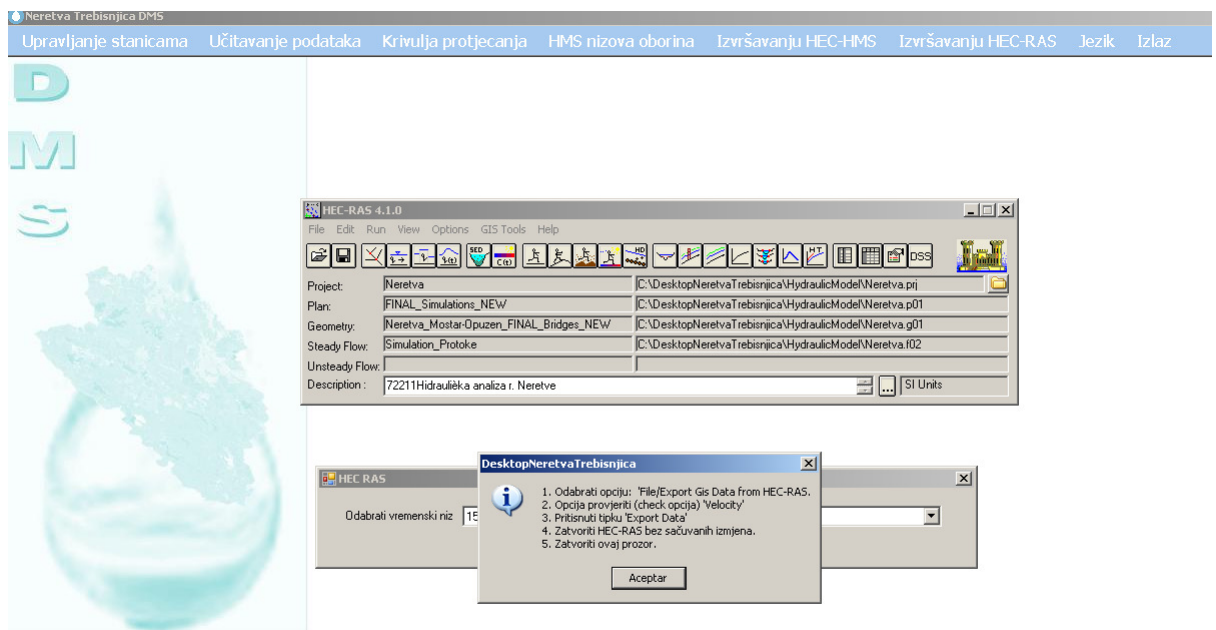 Neretva Trebisnjica DMS
Upravljanje stanicama Učitavanje podataka Krivulja protjecanja HMS nizova oborina Izvršavanju HEC-HMS Izvršavanju HEC-RAS Jezik Izlaz
D
M
S
HEC-RAS 4.1.0
File Edit Run View Options GIS Tools Help
SED C(t) HD H.T. DSS
Project: Neretva C:\DesktopNeretvaTrebisnjica\HydraulicModel\Neretva.prj
Plan: FINAL_Simulations_NEW C:\DesktopNeretvaTrebisnjica\HydraulicModel\Neretva.p01
Geometry: Neretva_Mostar-Opuzen_FINAL_Bridges_NEW C:\DesktopNeretvaTrebisnjica\HydraulicModel\Neretva.g01
Steady Flow: Simulation_Protoke C:\DesktopNeretvaTrebisnjica\HydraulicModel\Neretva.f02
Unsteady Flow:
Description : 72211Hidraulièka analiza r. Neretve ... SI Units
HEC RAS
Odabrati vremenski niz 15
DesktopNeretvaTrebisnjica
1. Odabrati opciju: 'File/Export Gis Data from HEC-RAS.
2. Opcija provjeriti (check opcija) 'Velocity'
3. Pritisnuti tipku 'Export Data'
4. Zatvoriti HEC-RAS bez sačuvanih izmjena.
5. Zatvoriti ovaj prozor.
Aceptar